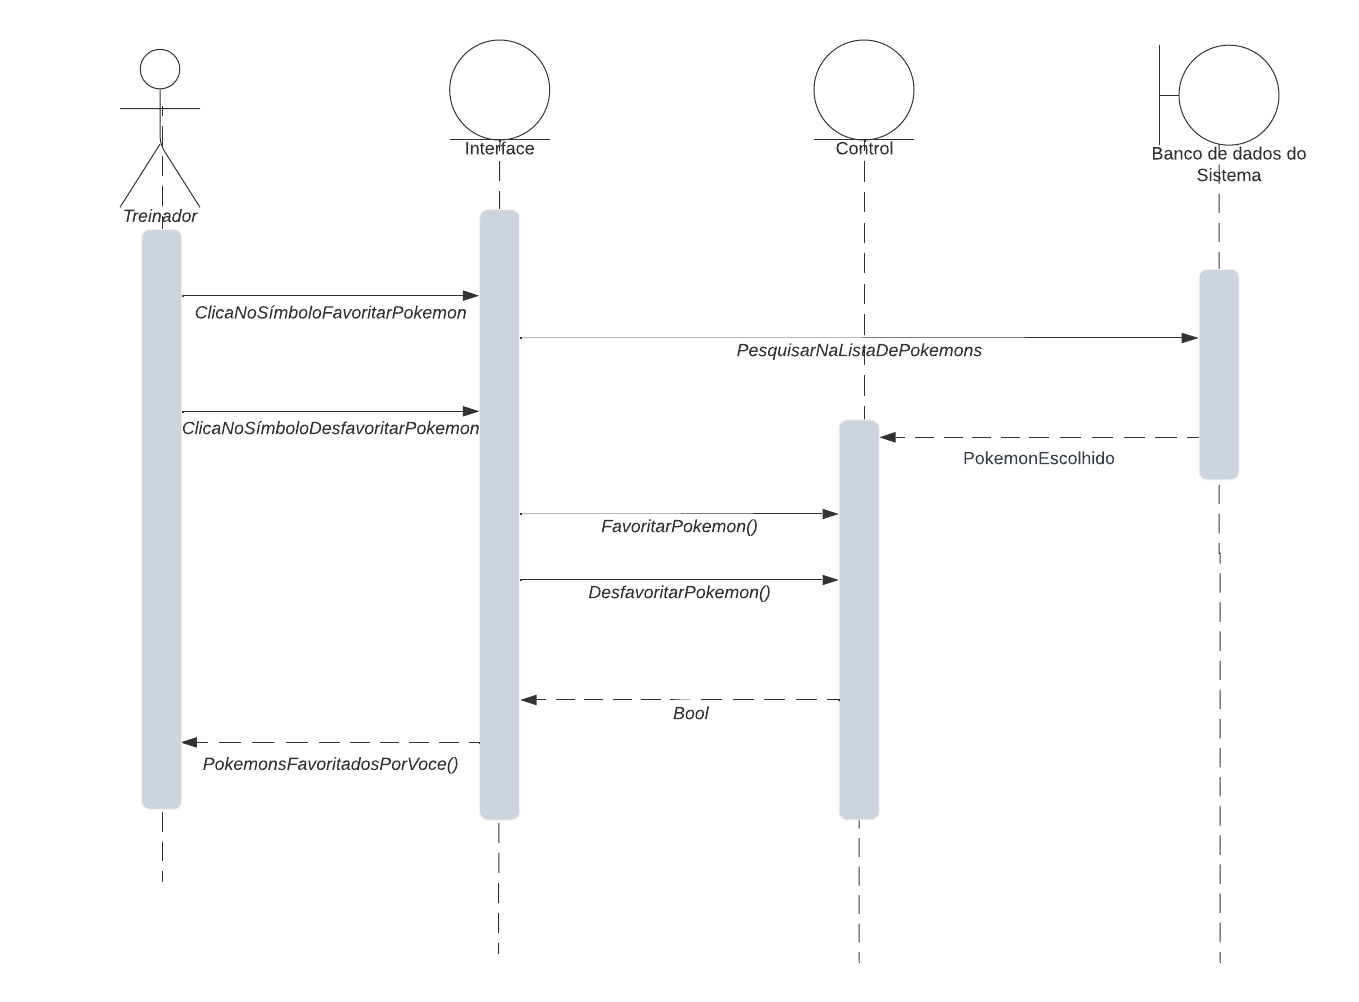 Interface
Control
Banco de dados do
Sistema
Treinador
ClicaNoSímboloFavoritarPokemon
PesquisarNaListaDePokemons
ClicaNoSímboloDesfavoritarPokemon
PokemonEscolhido
FavoritarPokemon()
DesfavoritarPokemon()
Bool
PokemonsFavoritadosPorVoce()